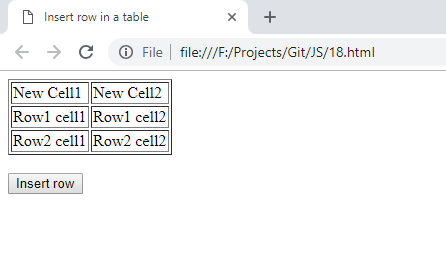 Insert row in a table
File file:///F:/Projects/Git/JS/18.html
New Cell1 New Cell2
Row1 cell1 Row1 cell2
Row2 cell1 Row2 cell2
Insert row